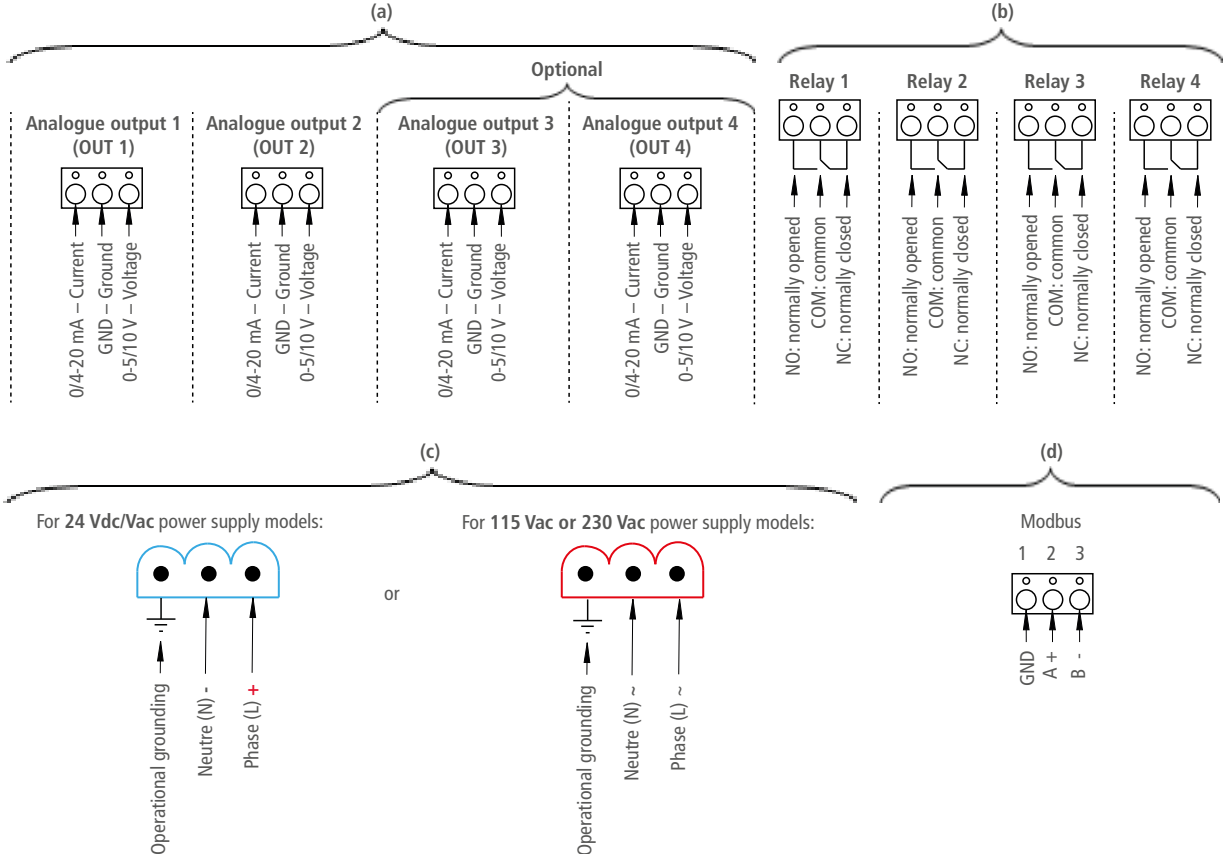 (a)
(b)
Optional
Analogue output 1
(OUT 1)
Analogue output 2
(OUT 2)
Analogue output 3
(OUT 3)
Analogue output 4
(OUT 4)
Relay 1
Relay 2
Relay 3
Relay 4
0/4-20 mA – Current
GND – Ground
0-5/10 V – Voltage
0/4-20 mA – Current
GND – Ground
0-5/10 V – Voltage
0/4-20 mA – Current
GND – Ground
0-5/10 V – Voltage
0/4-20 mA – Current
GND – Ground
0-5/10 V – Voltage
NO: normally opened
COM: common
NC: normally closed
NO: normally opened
COM: common
NC: normally closed
NO: normally opened
COM: common
NC: normally closed
NO: normally opened
COM: common
NC: normally closed
(c)
(d)
For 24 Vdc/Vac power supply models:
or
For 115 Vac or 230 Vac power supply models:
Operational grounding
Neutre (N) -
Phase (L) +
Operational grounding
Neutre (N) ~
Phase (L) ~
Modbus
1 2 3
GND
A +
B -